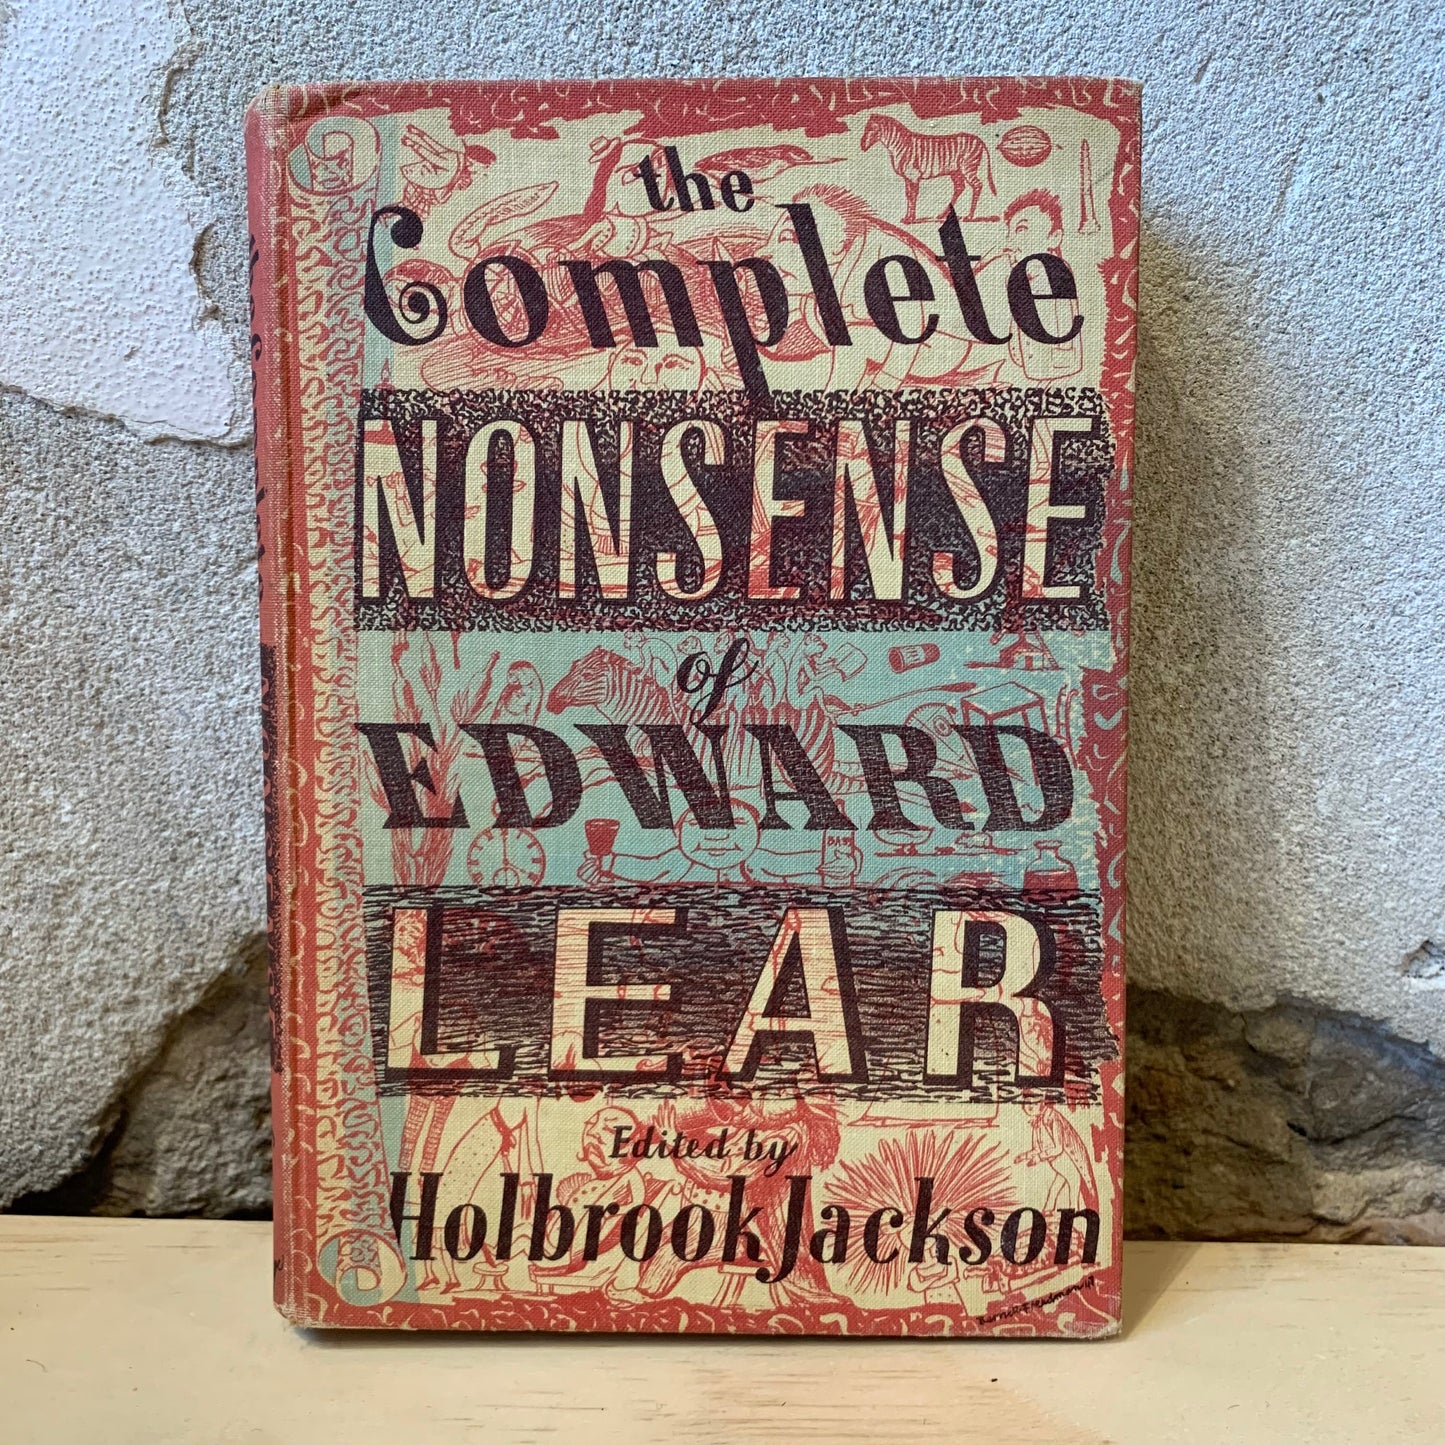 the
Complete
NONSENSE
of
EDWARD
LEAR
Edited by
Holbrook Jackson